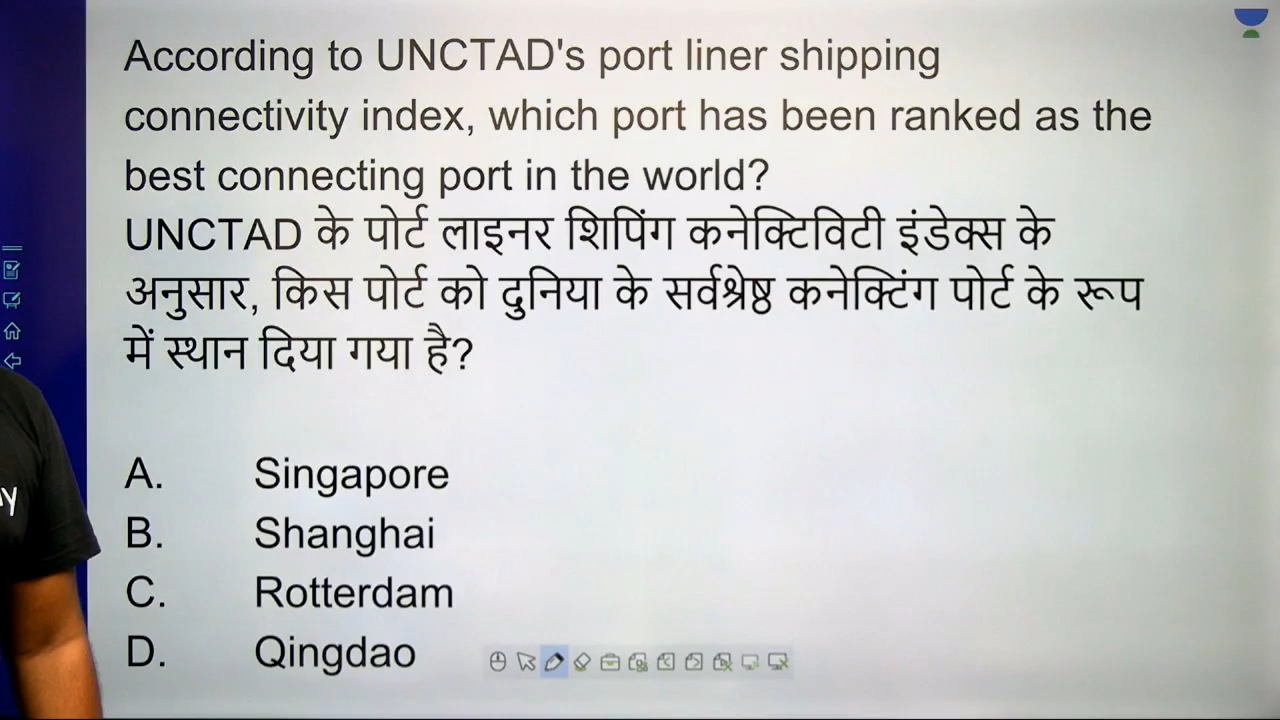 According to UNCTAD's port liner shipping
connectivity index, which port has been ranked as the
best connecting port in the world?
UNCTAD के पोर्ट लाइनर शिपिंग कनेक्टिविटी इंडेक्स के
अनुसार, किस पोर्ट को दुनिया के सर्वश्रेष्ठ कनेक्टिंग पोर्ट के रूप
में स्थान दिया गया है?
A. Singapore
B. Shanghai
C. Rotterdam
D. Qingdao